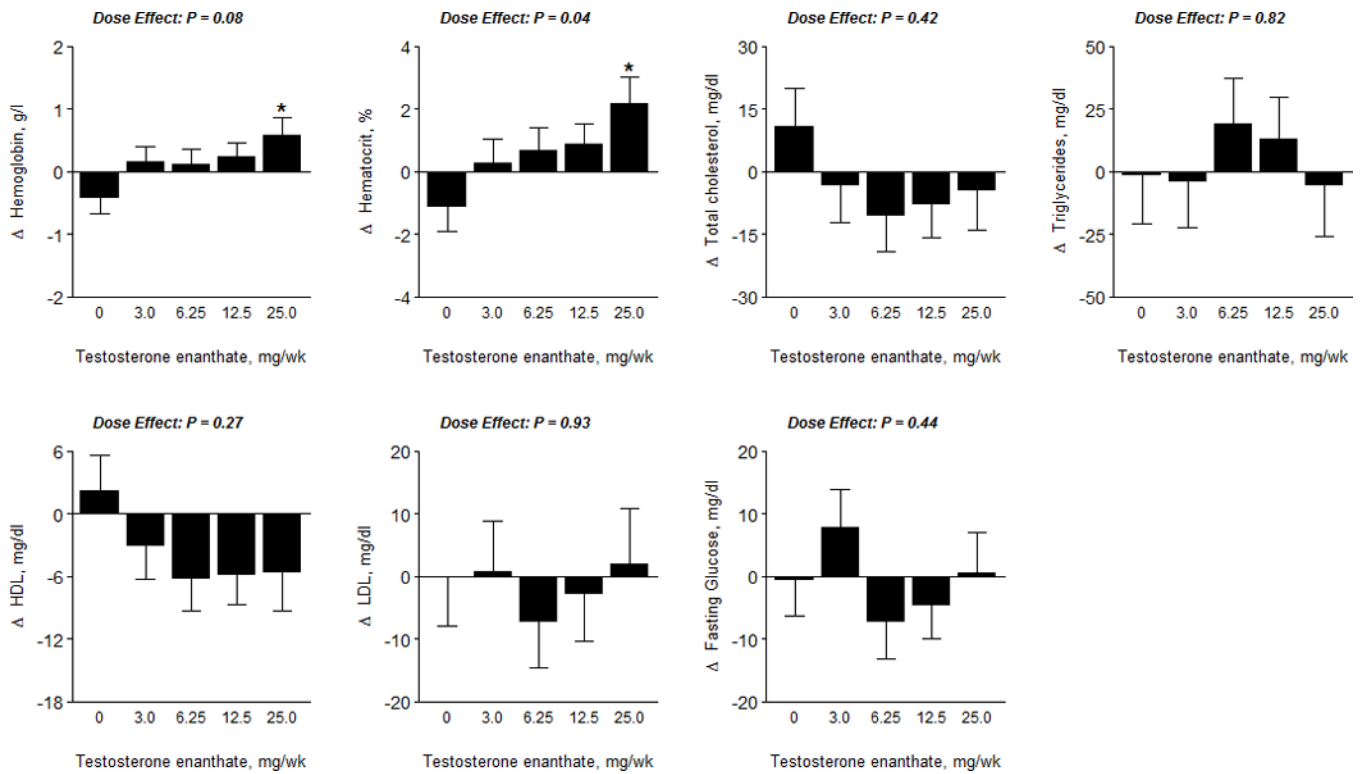 Dose Effect: P = 0.08
Δ Hemoglobin, g/l
2
1
0
-1
-2
*
0 3.0 6.25 12.5 25.0
Testosterone enanthate, mg/wk
Dose Effect: P = 0.04
Δ Hematocrit, %
4
2
0
-2
-4
*
0 3.0 6.25 12.5 25.0
Testosterone enanthate, mg/wk
Dose Effect: P = 0.42
Δ Total cholesterol, mg/dl
30
15
0
-15
-30
0 3.0 6.25 12.5 25.0
Testosterone enanthate, mg/wk
Dose Effect: P = 0.82
Δ Triglycerides, mg/dl
50
25
0
-25
-50
0 3.0 6.25 12.5 25.0
Testosterone enanthate, mg/wk
Dose Effect: P = 0.27
Δ HDL, mg/dl
6
0
-6
-12
-18
0 3.0 6.25 12.5 25.0
Testosterone enanthate, mg/wk
Dose Effect: P = 0.93
Δ LDL, mg/dl
20
10
0
-10
-20
0 3.0 6.25 12.5 25.0
Testosterone enanthate, mg/wk
Dose Effect: P = 0.44
Δ Fasting Glucose, mg/dl
20
10
0
-10
-20
0 3.0 6.25 12.5 25.0
Testosterone enanthate, mg/wk